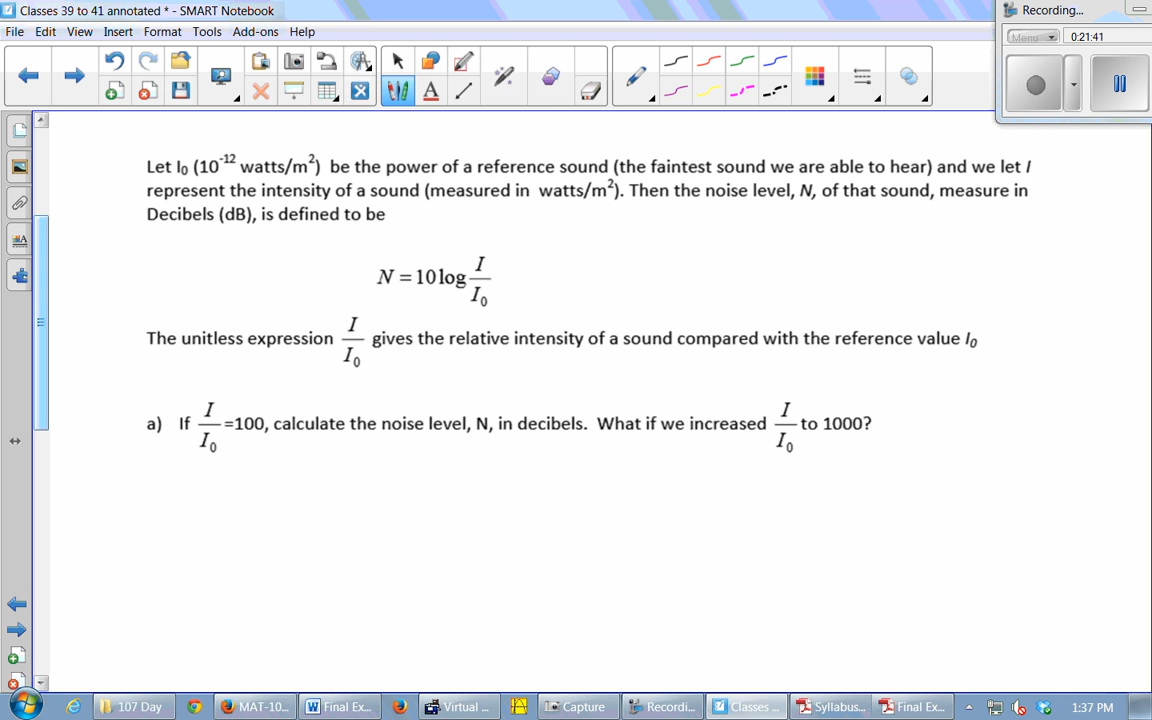 Classes 39 to 41 annotated * - SMART Notebook
Recording...
File Edit View Insert Format Tools Add-ons Help
Menu
0:21:41
Let I₀ (10⁻¹² watts/m²) be the power of a reference sound (the faintest sound we are able to hear) and we let I
represent the intensity of a sound (measured in watts/m²). Then the noise level, N, of that sound, measure in
Decibels (dB), is defined to be
N = 10 log I/I₀
The unitless expression I/I₀ gives the relative intensity of a sound compared with the reference value I₀
a) If I/I₀ =100, calculate the noise level, N, in decibels. What if we increased I/I₀ to 1000?
107 Day
MAT-10...
Final Ex...
Virtual ...
Capture
Recordi...
Classes ...
Syllabus...
Final Ex...
1:37 PM